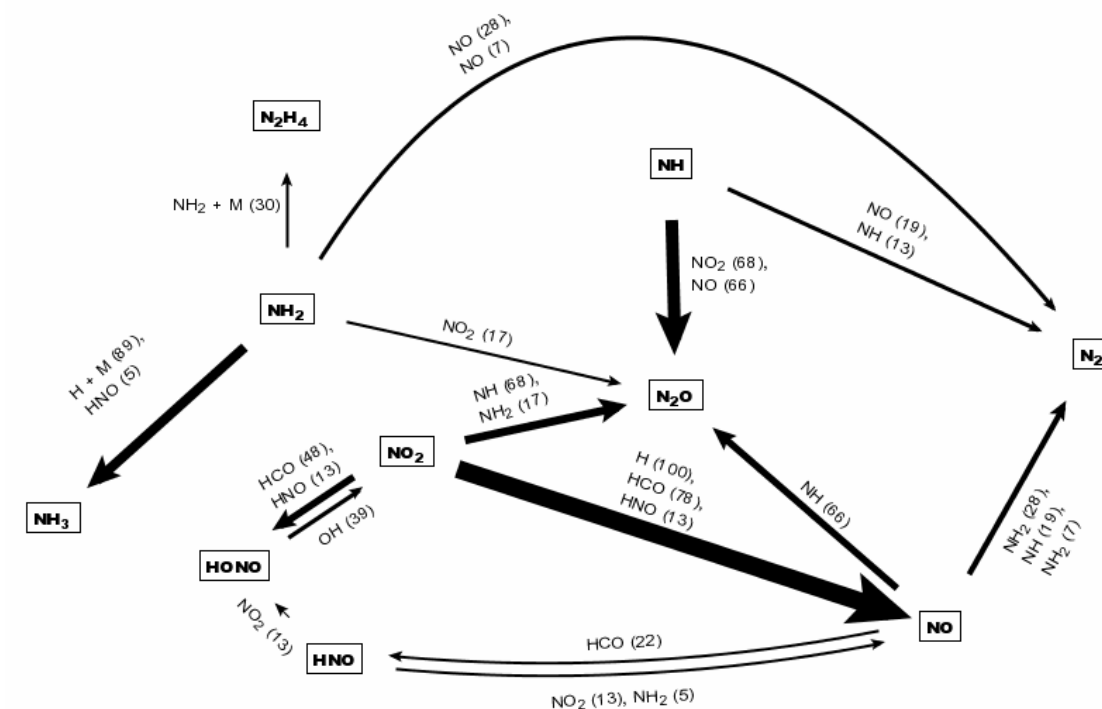 NO (28),
NO (7)
N₂H₄
NH
NH₂ + M (30)
NO (19),
NH (13)
NO₂ (68),
NO (66)
NH₂
NO₂ (17)
N₂
H + M (89),
HNO (5)
NH (68),
NH₂ (17)
N₂O
NO₂
HCO (48),
HNO (13)
H (100),
HCO (78),
HNO (13)
NH (66)
NH₂ (28),
NH (19),
NH₂ (7)
NH₃
OH (39)
HONO
NO₂ (13)
NO
HCO (22)
HNO
NO₂ (13), NH₂ (5)